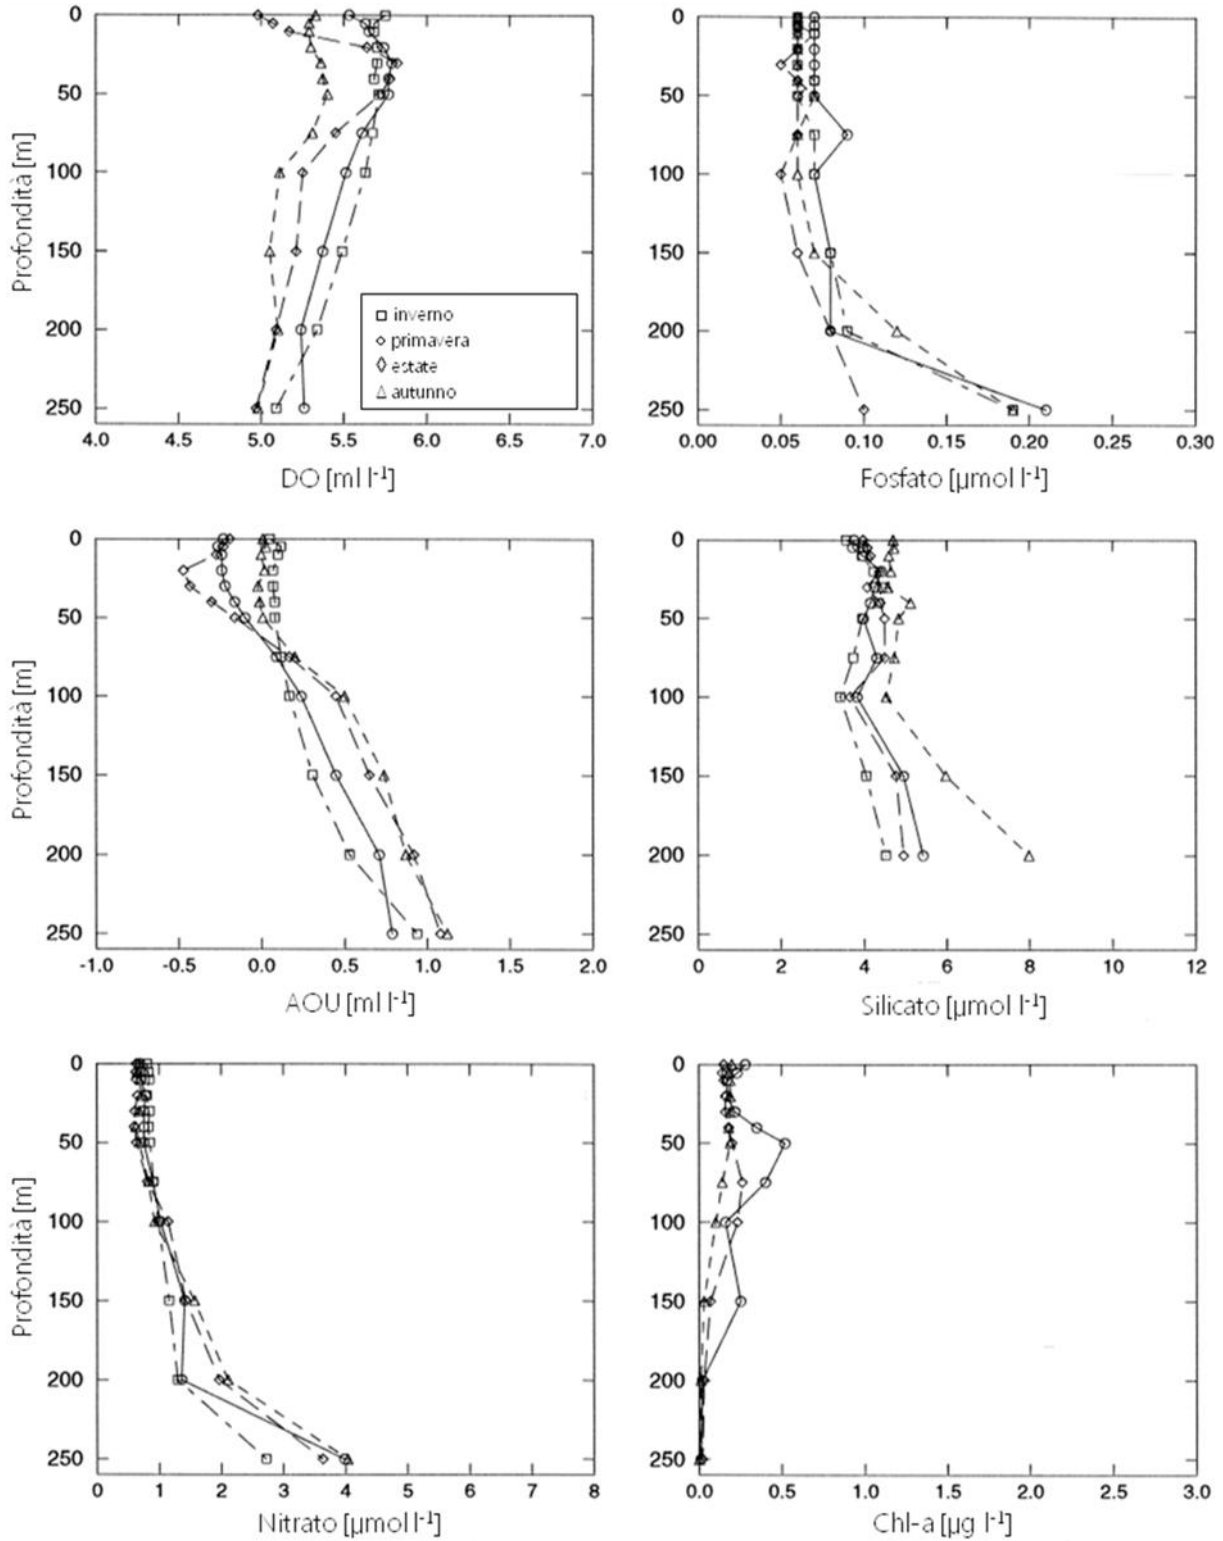 0
50
100
150
200
250
Profondità [m]
4.0 4.5 5.0 5.5 6.0 6.5 7.0
DO [ml l⁻¹]
inverno
primavera
estate
autunno
0
50
100
150
200
250
0.00 0.05 0.10 0.15 0.20 0.25 0.30
Fosfato [µmol l⁻¹]
0
50
100
150
200
250
Profondità [m]
-1.0 -0.5 0.0 0.5 1.0 1.5 2.0
AOU [ml l⁻¹]
0
50
100
150
200
250
0 2 4 6 8 10 12
Silicato [µmol l⁻¹]
0
50
100
150
200
250
Profondità [m]
0 1 2 3 4 5 6 7 8
Nitrato [µmol l⁻¹]
0
50
100
150
200
250
0.0 0.5 1.0 1.5 2.0 2.5 3.0
Chl-a [µg l⁻¹]